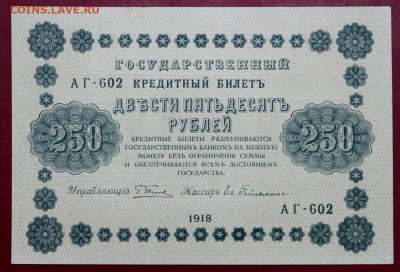 COINS.LAVE.RU
ГОСУДАРСТВЕННЫЙ
АГ-602 КРЕДИТНЫЙ БИЛЕТЪ
ДВѢСТИ ПЯТЬДЕСЯТЪ
РУБЛЕЙ
250 250
КРЕДИТНЫЕ БИЛЕТЫ РАЗМѢНИВАЮТСЯ
ГОСУДАРСТВЕННЫМЪ БАНКОМЪ НА ЗОЛОТУЮ
МОНЕТУ БЕЗЪ ОГРАНИЧЕНІЯ СУММЫ
И ОБЕЗПЕЧИВАЮТСЯ ВСѢМЪ ДОСТОЯНІЕМЪ
ГОСУДАРСТВА.
Управляющій Кассиръ
АГ-602
1918